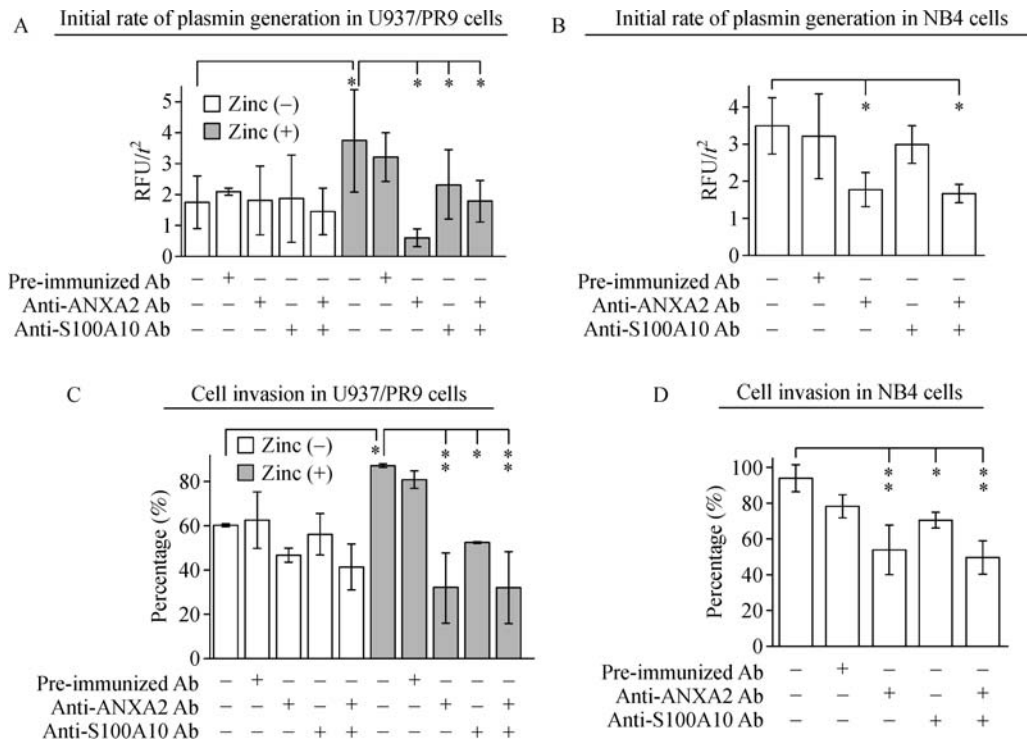 A Initial rate of plasmin generation in U937/PR9 cells
* * * *
Zinc (−)
Zinc (+)
RFU/t²
5
4
3
2
1
0
Pre-immunized Ab − + − − − − + − − −
Anti-ANXA2 Ab − − + − + − − + − +
Anti-S100A10 Ab − − − + + − − − + +
B Initial rate of plasmin generation in NB4 cells
* *
RFU/t²
4
3
2
1
0
Pre-immunized Ab − + − − −
Anti-ANXA2 Ab − − + − +
Anti-S100A10 Ab − − − + +
C Cell invasion in U937/PR9 cells
* ** * **
Zinc (−)
Zinc (+)
Percentage (%)
80
60
40
20
0
Pre-immunized Ab − + − − − − + − − −
Anti-ANXA2 Ab − − + − + − − + − +
Anti-S100A10 Ab − − − + + − − − + +
D Cell invasion in NB4 cells
** * **
Percentage (%)
100
80
60
40
20
0
Pre-immunized Ab − + − − −
Anti-ANXA2 Ab − − + − +
Anti-S100A10 Ab − − − + +